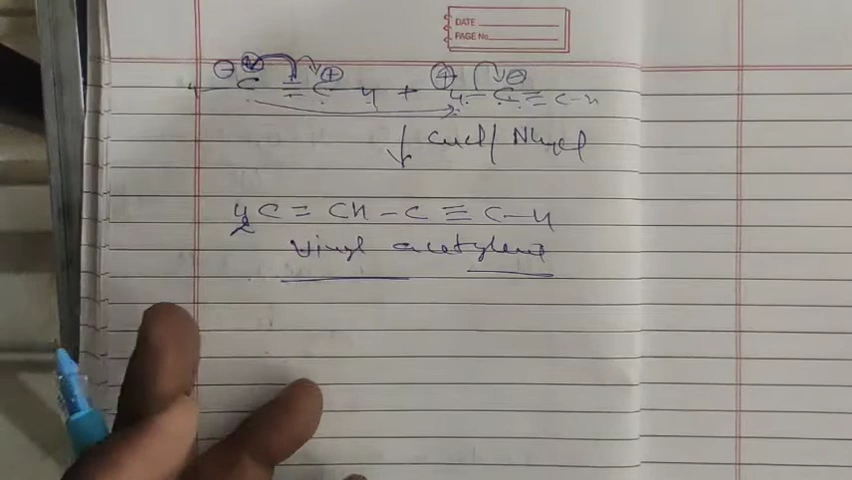 DATE
PAGE No.
H - C ≡ C - H + H - C ≡ C - H
CuCl / NH4Cl
H2C = CH - C ≡ C - H
Vinyl acetylene